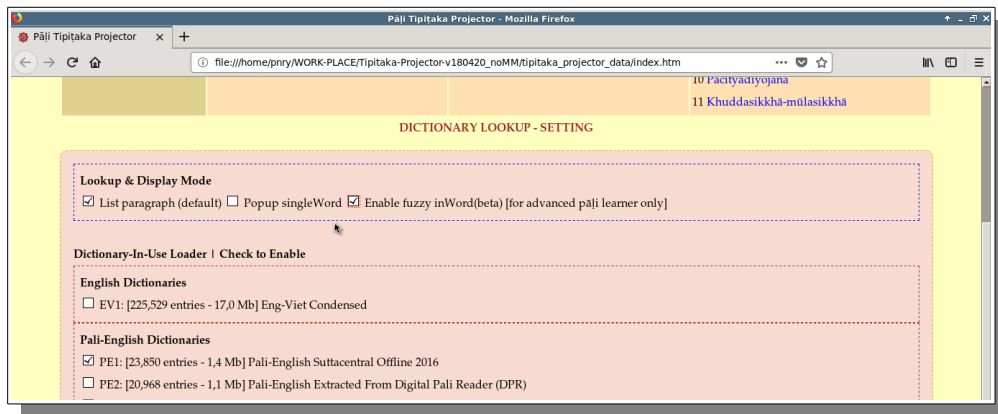 Pāḷi Tipiṭaka Projector - Mozilla Firefox
Pāḷi Tipiṭaka Projector
file:///home/pnry/WORK-PLACE/Tipitaka-Projector-v180420_noMM/tipitaka_projector_data/index.htm
10 Pācityādiyojanā
11 Khuddasikkhā-mūlasikkhā
DICTIONARY LOOKUP - SETTING
Lookup & Display Mode
List paragraph (default) Popup singleWord Enable fuzzy inWord(beta) [for advanced pāḷi learner only]
Dictionary-In-Use Loader | Check to Enable
English Dictionaries
EV1: [225,529 entries - 17,0 Mb] Eng-Viet Condensed
Pali-English Dictionaries
PE1: [23,850 entries - 1,4 Mb] Pali-English Suttacentral Offline 2016
PE2: [20,968 entries - 1,1 Mb] Pali-English Extracted From Digital Pali Reader (DPR)